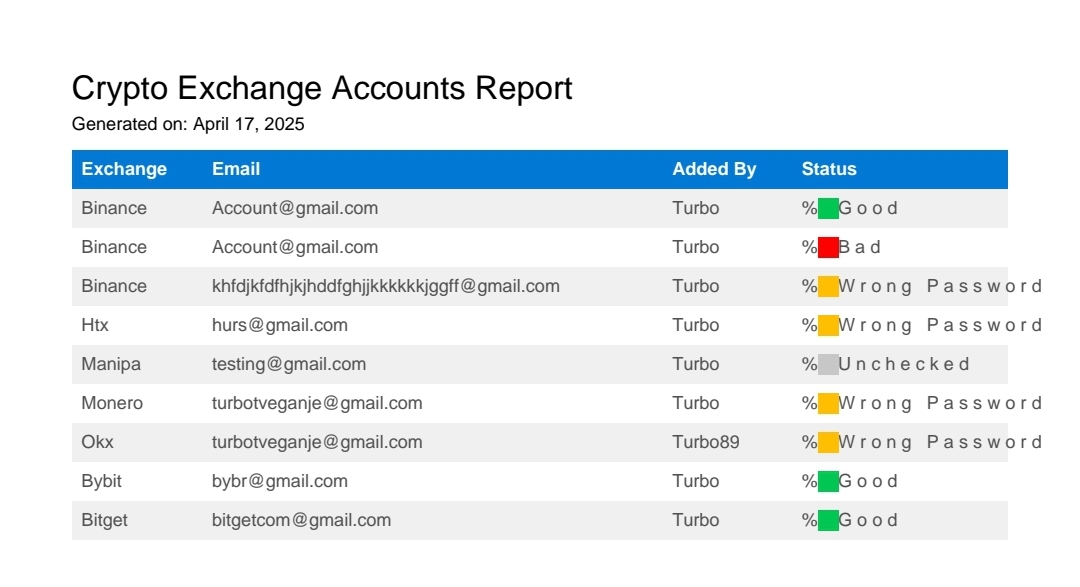 Crypto Exchange Accounts Report
Generated on: April 17, 2025
Exchange Email Added By Status
Binance Account@gmail.com Turbo % Good
Binance Account@gmail.com Turbo % Bad
Binance khfdjkfdfhjkjhddfghjjkkkkkkjggff@gmail.com Turbo % Wrong Password
Htx hurs@gmail.com Turbo % Wrong Password
Manipa testing@gmail.com Turbo % Unchecked
Monero turbotveganje@gmail.com Turbo % Wrong Password
Okx turbotveganje@gmail.com Turbo89 % Wrong Password
Bybit bybr@gmail.com Turbo % Good
Bitget bitgetcom@gmail.com Turbo % Good